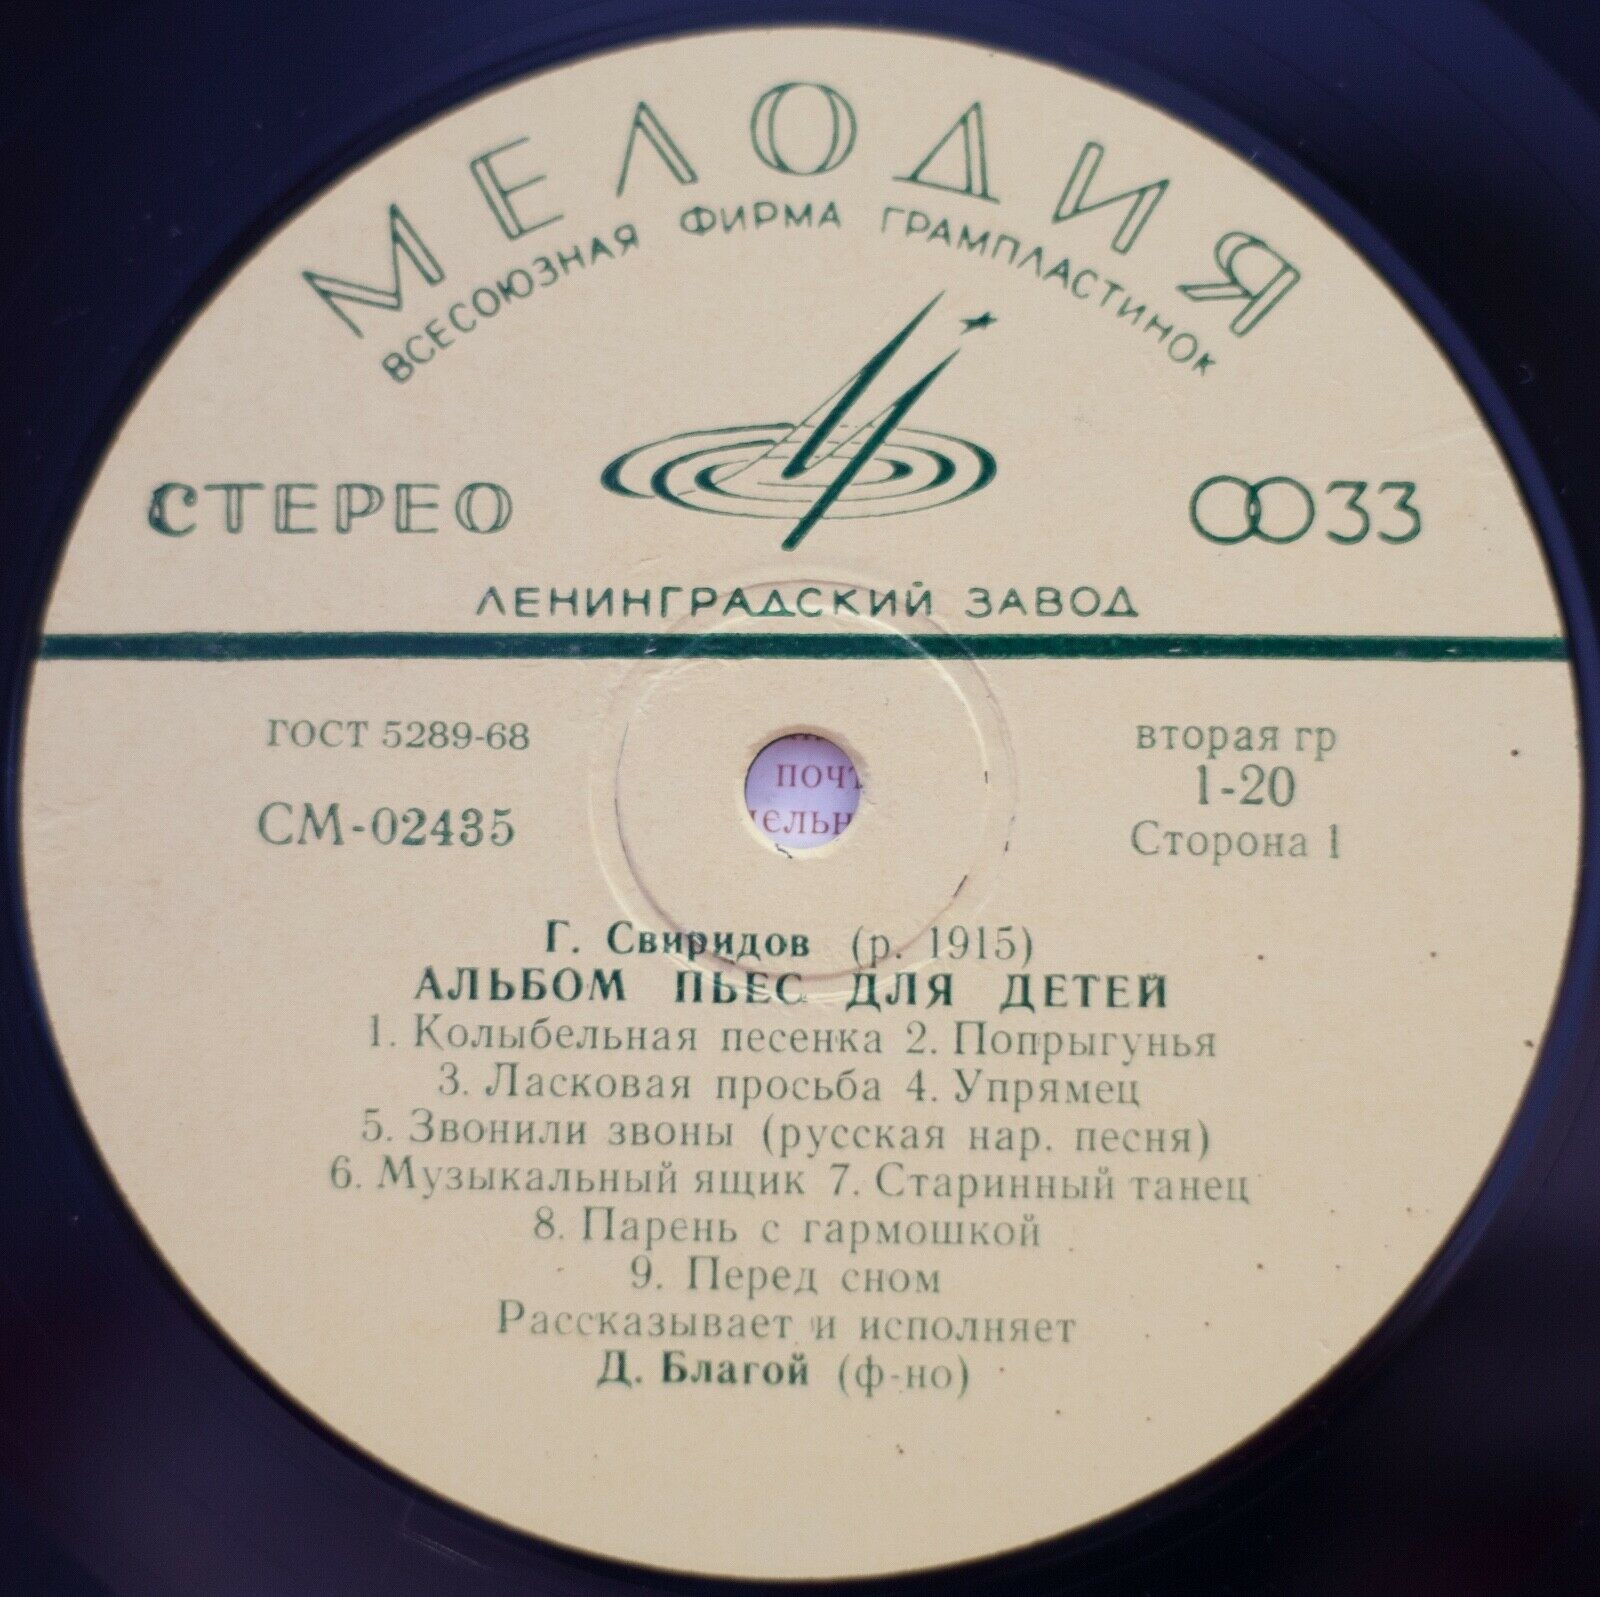 МЕЛОДИЯ
ВСЕСОЮЗНАЯ ФИРМА ГРАМПЛАСТИНОК
СТЕРЕО
33
ЛЕНИНГРАДСКИЙ ЗАВОД
ГОСТ 5289-68
СМ-02435
вторая гр
1-20
Сторона 1
Г. Свиридов (р. 1915)
АЛЬБОМ ПЬЕС ДЛЯ ДЕТЕЙ
1. Колыбельная песенка 2. Попрыгунья
3. Ласковая просьба 4. Упрямец
5. Звонили звоны (русская нар. песня)
6. Музыкальный ящик 7. Старинный танец
8. Парень с гармошкой
9. Перед сном
Рассказывает и исполняет
Д. Благой (ф-но)